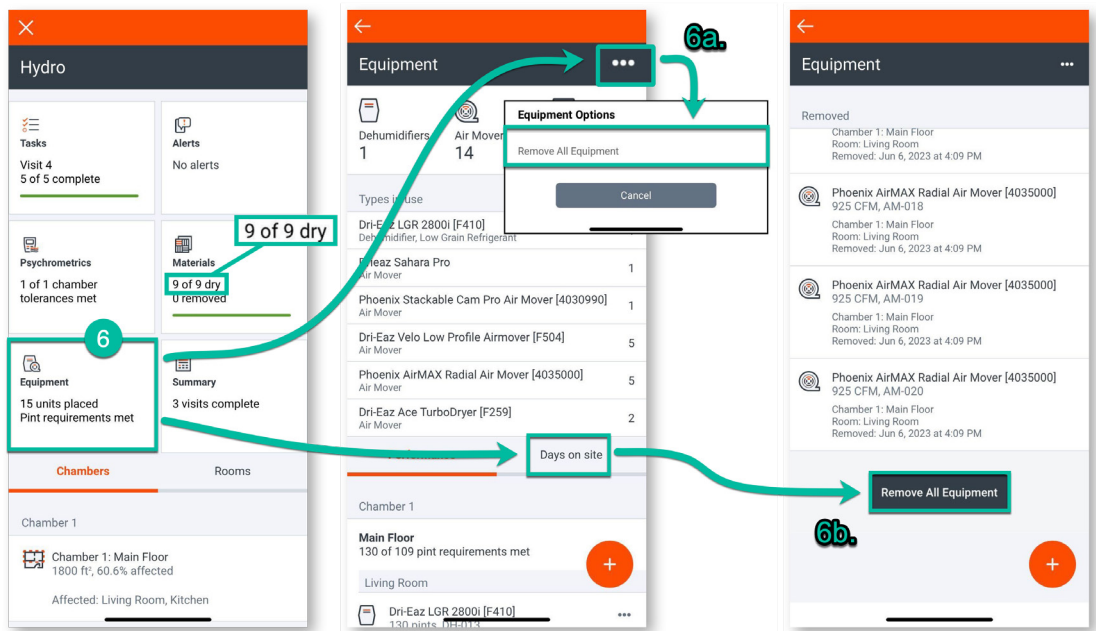 Hydro
Tasks
Visit 4
5 of 5 complete
Alerts
No alerts
Psychrometrics
1 of 1 chamber
tolerances met
9 of 9 dry
Materials
9 of 9 dry
0 removed
6
Equipment
15 units placed
Pint requirements met
Summary
3 visits complete
Chambers
Rooms
Chamber 1
Chamber 1: Main Floor
1800 ft², 60.6% affected
Affected: Living Room, Kitchen
6a.
Equipment
Dehumidifiers
1
Air Mover
14
Equipment Options
Remove All Equipment
Cancel
Types in use
Dri-Eaz LGR 2800i [F410]
Dehumidifier, Low Grain Refrigerant
Dri-eaz Sahara Pro
Air Mover
1
Phoenix Stackable Cam Pro Air Mover [4030990]
Air Mover
1
Dri-Eaz Velo Low Profile Airmover [F504]
Air Mover
5
Phoenix AirMAX Radial Air Mover [4035000]
Air Mover
5
Dri-Eaz Ace TurboDryer [F259]
Air Mover
2
Days on site
Chamber 1
Main Floor
130 of 109 pint requirements met
Living Room
Dri-Eaz LGR 2800i [F410]
130 pints, DH-013
Equipment
Removed
Chamber 1: Main Floor
Room: Living Room
Removed: Jun 6, 2023 at 4:09 PM
Phoenix AirMAX Radial Air Mover [4035000]
925 CFM, AM-018
Chamber 1: Main Floor
Room: Living Room
Removed: Jun 6, 2023 at 4:09 PM
Phoenix AirMAX Radial Air Mover [4035000]
925 CFM, AM-019
Chamber 1: Main Floor
Room: Living Room
Removed: Jun 6, 2023 at 4:09 PM
Phoenix AirMAX Radial Air Mover [4035000]
925 CFM, AM-020
Chamber 1: Main Floor
Room: Living Room
Removed: Jun 6, 2023 at 4:09 PM
Remove All Equipment
6b.